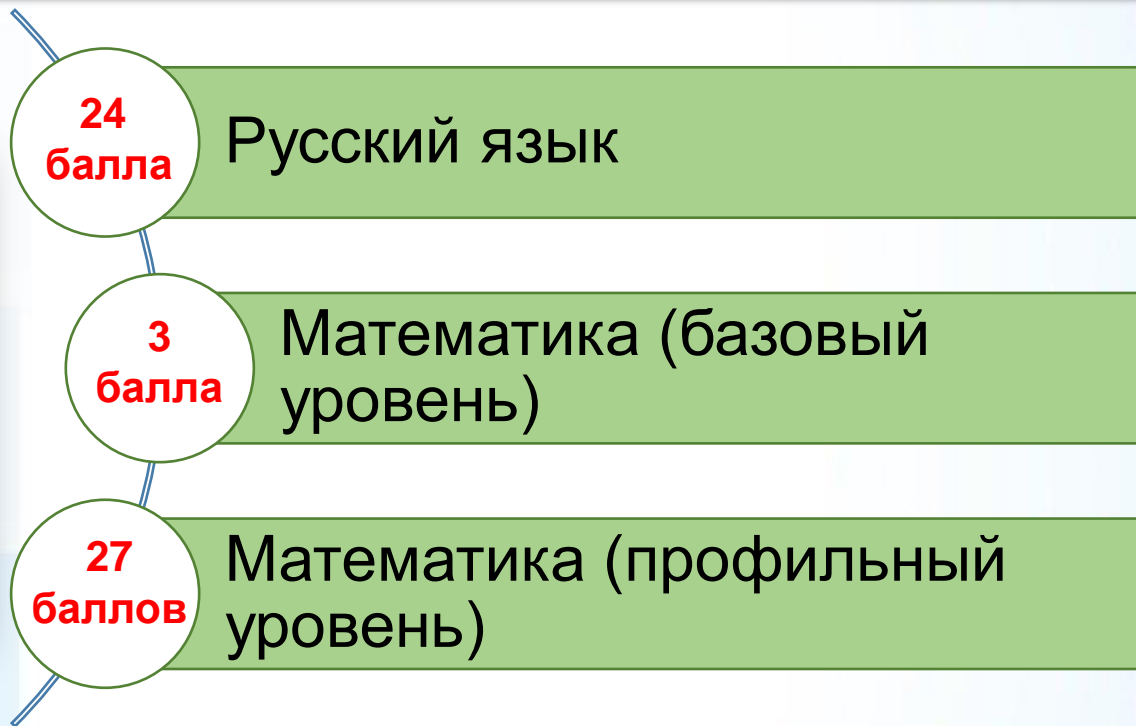 24
балла
Русский язык
3
балла
Математика (базовый
уровень)
27
баллов
Математика (профильный
уровень)